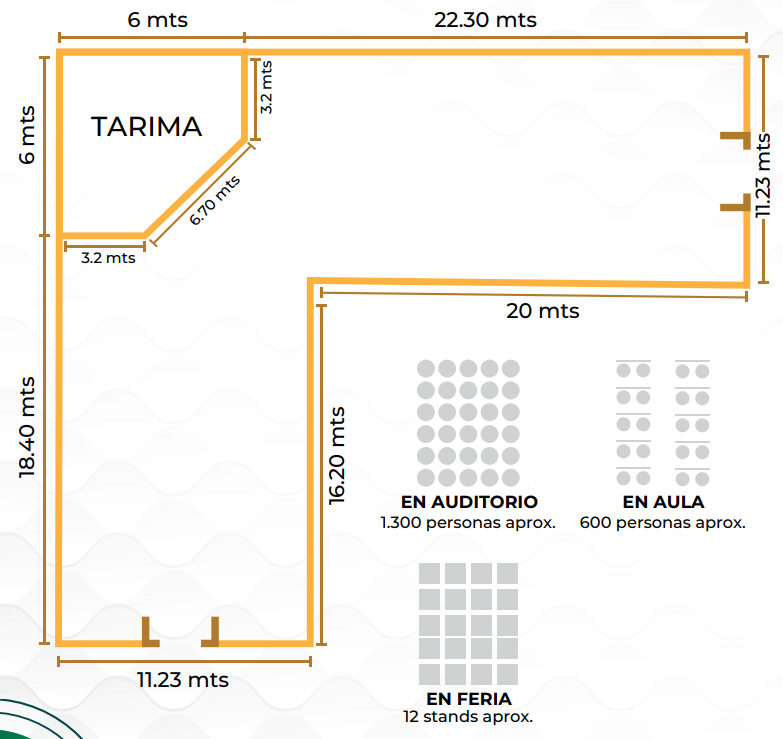 6 mts
22.30 mts
3.2 mts
TARIMA
6 mts
11.23 mts
6.70 mts
3.2 mts
20 mts
18.40 mts
16.20 mts
EN AUDITORIO
1.300 personas aprox.
EN AULA
600 personas aprox.
EN FERIA
12 stands aprox.
11.23 mts